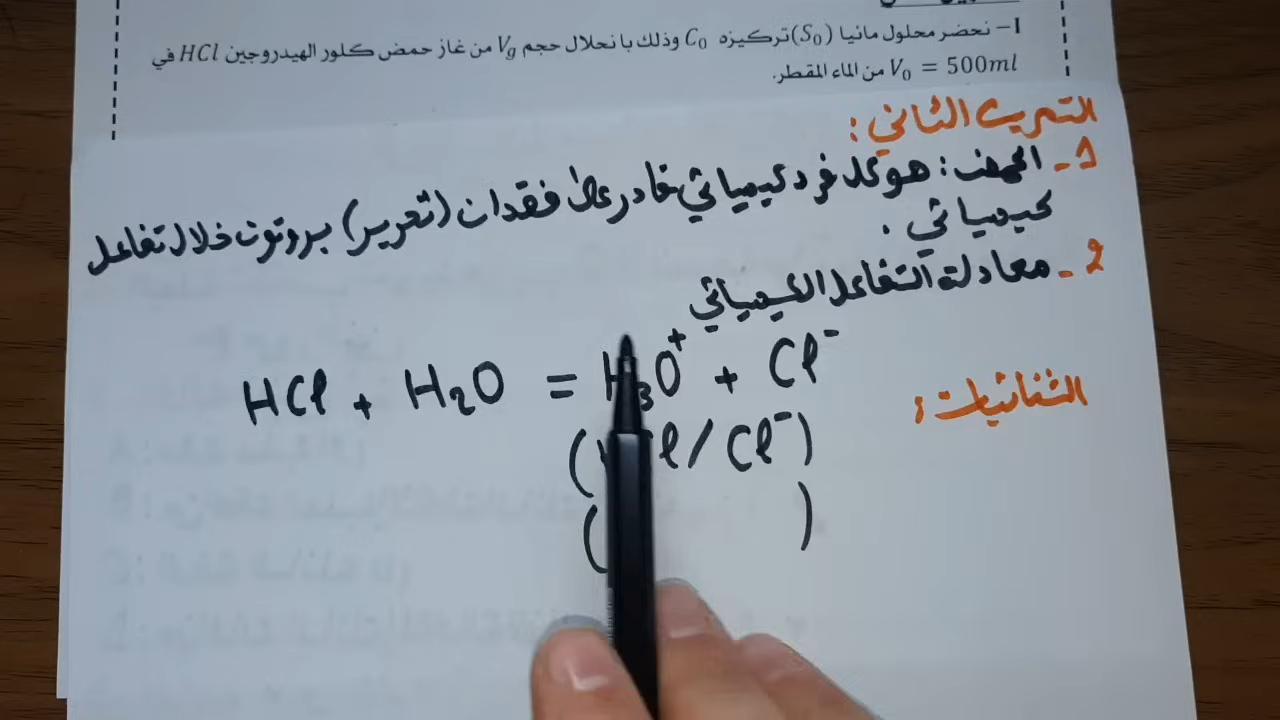 1- نحضر محلول مائيا (S₀) تركيزه C₀ وذلك بانحلال حجم Vg من غاز حمض كلور الهيدروجين HCl في
V₀ = 500ml من الماء المقطر.
التمرين الثاني:
1- الحمض: هو كل فرد كيميائي قادر على فقدان (تحرير) بروتون خلال تفاعل
كيميائي.
2- معادلة التفاعل الكيميائي
HCl + H₂O = H₃O⁺ + Cl⁻
الثنائيات:
(HCl/Cl⁻)
( )